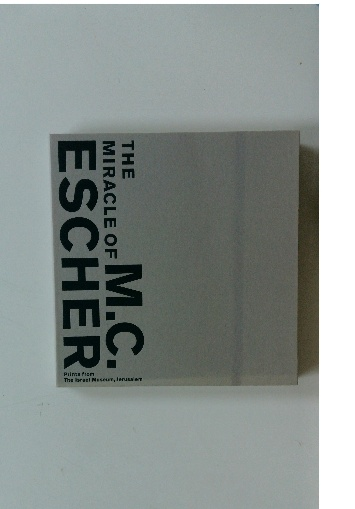 THE
MIRACLE OF M.C.
ESCHER
Prints from
The Israel Museum, Jerusalem